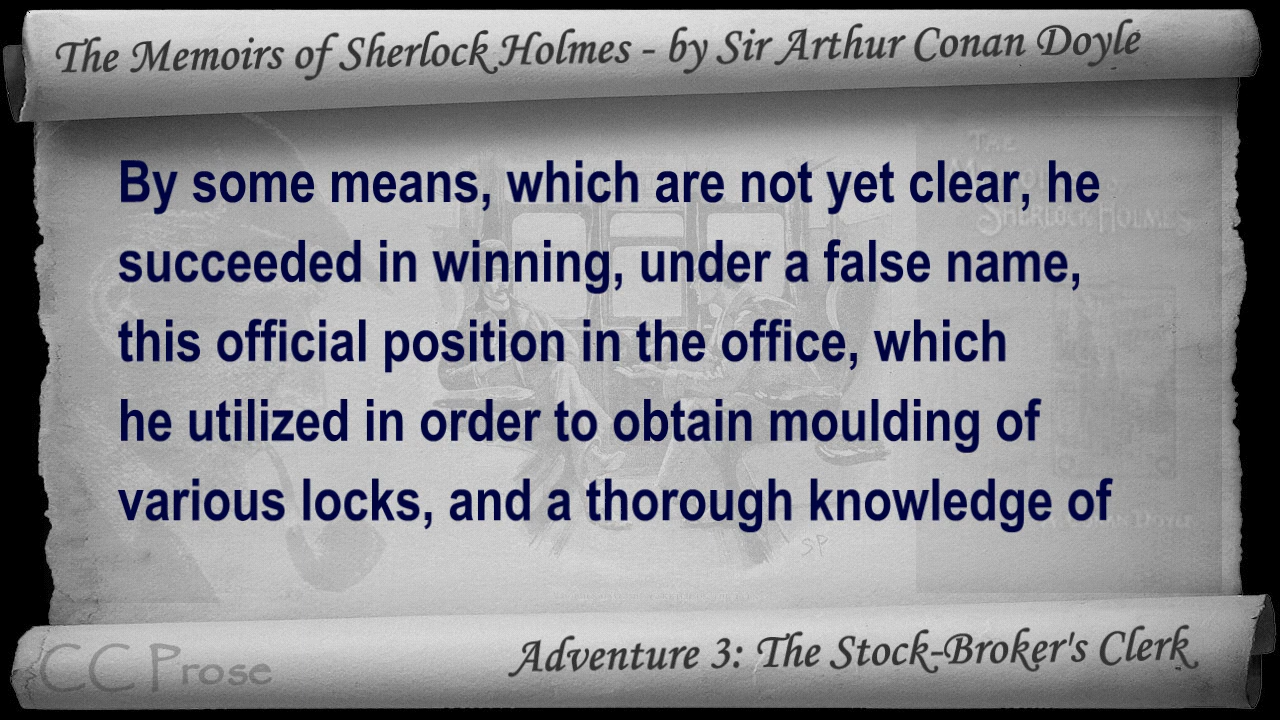 The Memoirs of Sherlock Holmes - by Sir Arthur Conan Doyle
By some means, which are not yet clear, he
succeeded in winning, under a false name,
this official position in the office, which
he utilized in order to obtain moulding of
various locks, and a thorough knowledge of
SP
CC Prose
Adventure 3: The Stock-Broker's Clerk